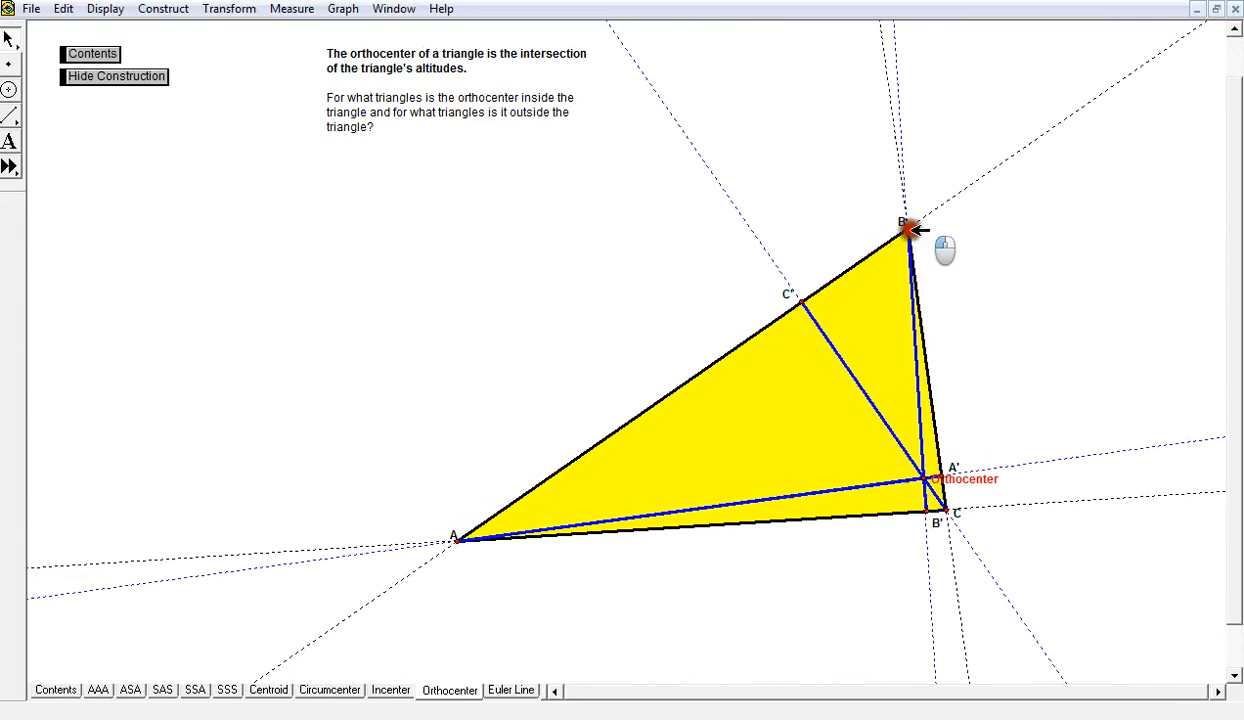 File Edit Display Construct Transform Measure Graph Window Help
Contents
Hide Construction
The orthocenter of a triangle is the intersection
of the triangle's altitudes.
For what triangles is the orthocenter inside the
triangle and for what triangles is it outside the
triangle?
A
B
C'
A'
Orthocenter
C
B'
A
Contents AAA ASA SAS SSA SSS Centroid Circumcenter Incenter Orthocenter Euler Line